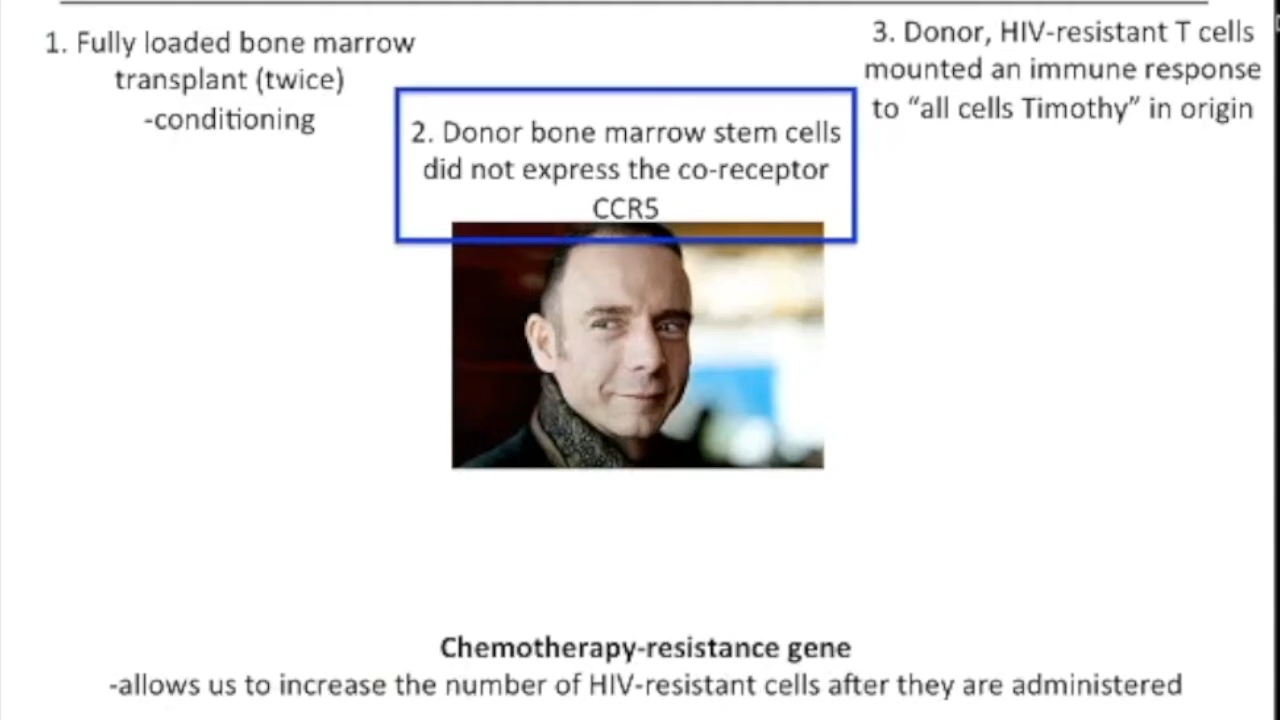 1. Fully loaded bone marrow
transplant (twice)
-conditioning
2. Donor bone marrow stem cells
did not express the co-receptor
CCR5
3. Donor, HIV-resistant T cells
mounted an immune response
to “all cells Timothy” in origin
Chemotherapy-resistance gene
-allows us to increase the number of HIV-resistant cells after they are administered